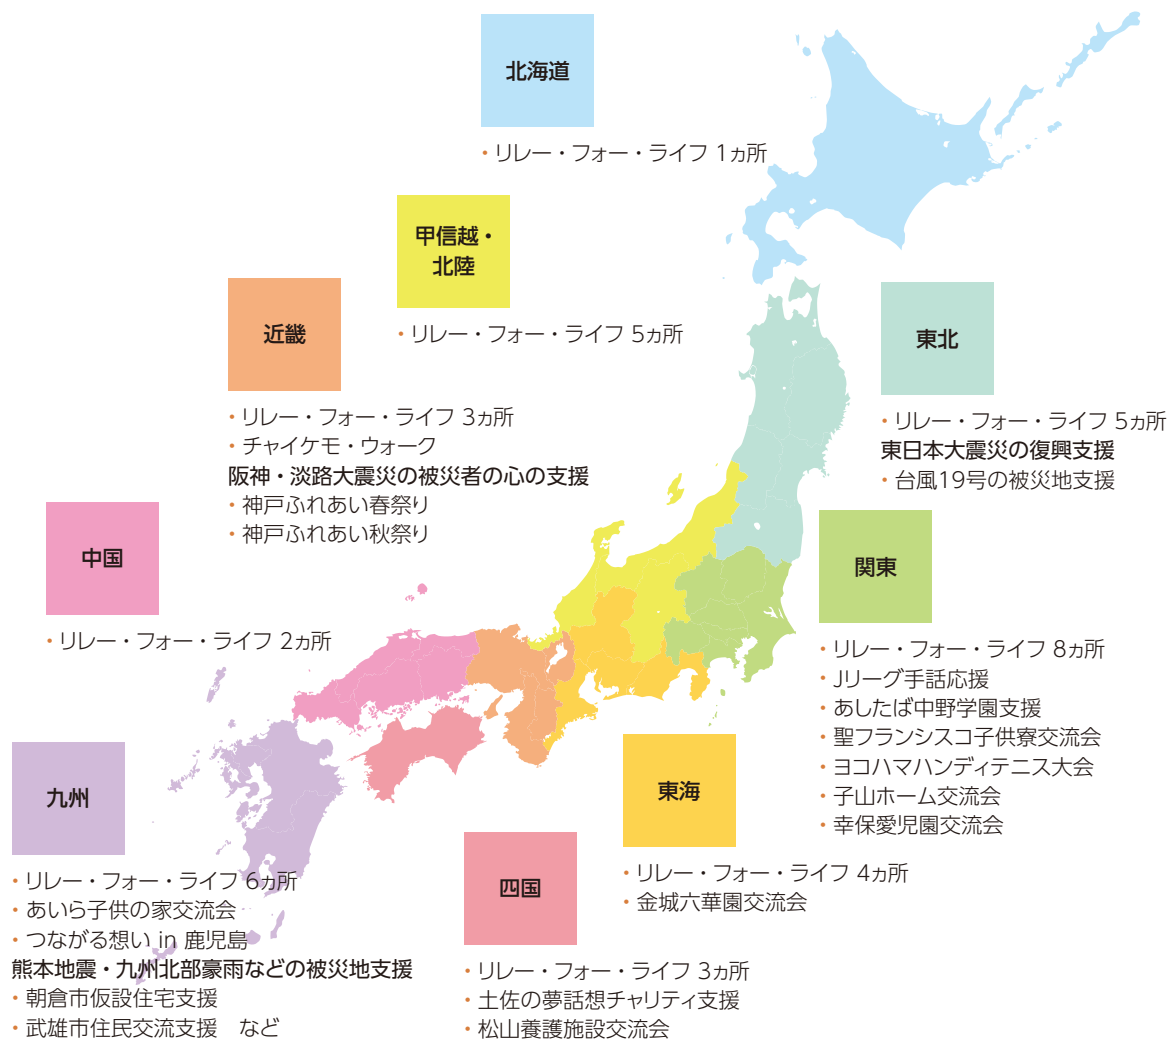 北海道
・リレー・フォー・ライフ 1ヵ所
甲信越・
北陸
・リレー・フォー・ライフ 5ヵ所
近畿
・リレー・フォー・ライフ 3ヵ所
・チャイケモ・ウォーク
阪神・淡路大震災の被災者の心の支援
・神戸ふれあい春祭り
・神戸ふれあい秋祭り
東北
・リレー・フォー・ライフ 5ヵ所
東日本大震災の復興支援
・台風19号の被災地支援
中国
・リレー・フォー・ライフ 2ヵ所
関東
・リレー・フォー・ライフ 8ヵ所
・Jリーグ手話応援
・あしたば中野学園支援
・聖フランシスコ子供寮交流会
・ヨコハマハンディテニス大会
・子山ホーム交流会
・幸保愛児園交流会
東海
・リレー・フォー・ライフ 4ヵ所
・金城六華園交流会
九州
・リレー・フォー・ライフ 6ヵ所
・あいら子供の家交流会
・つながる想い in 鹿児島
熊本地震・九州北部豪雨などの被災地支援
・朝倉市仮設住宅支援
・武雄市住民交流支援　など
四国
・リレー・フォー・ライフ 3ヵ所
・土佐の夢話想チャリティ支援
・松山養護施設交流会